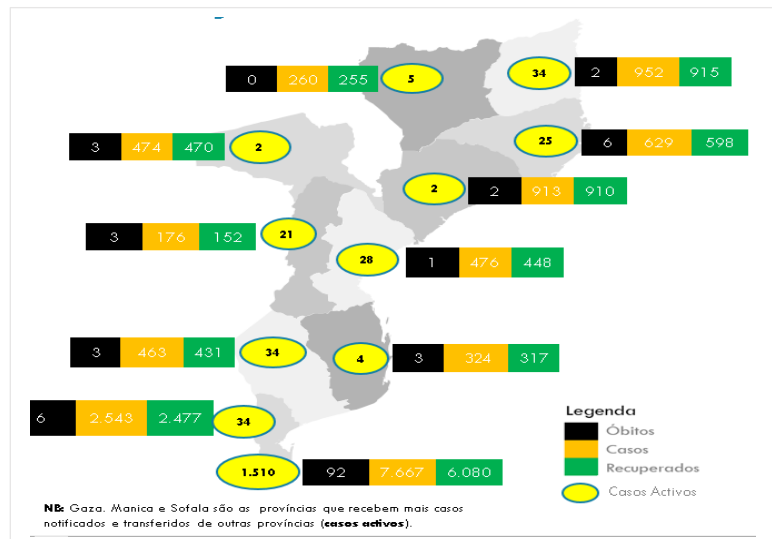 0 260 255 5
34 2 952 915
3 474 470 2
25 6 629 598
2 2 913 910
3 176 152 21
28 1 476 448
3 463 431 34
4 3 324 317
6 2.543 2.477 34
1.510 92 7.667 6.080
Legenda
Óbitos
Casos
Recuperados
Casos Activos
NB: Gaza. Manica e Sofala são as províncias que recebem mais casos
notificados e transferidos de outras províncias (casos activos).